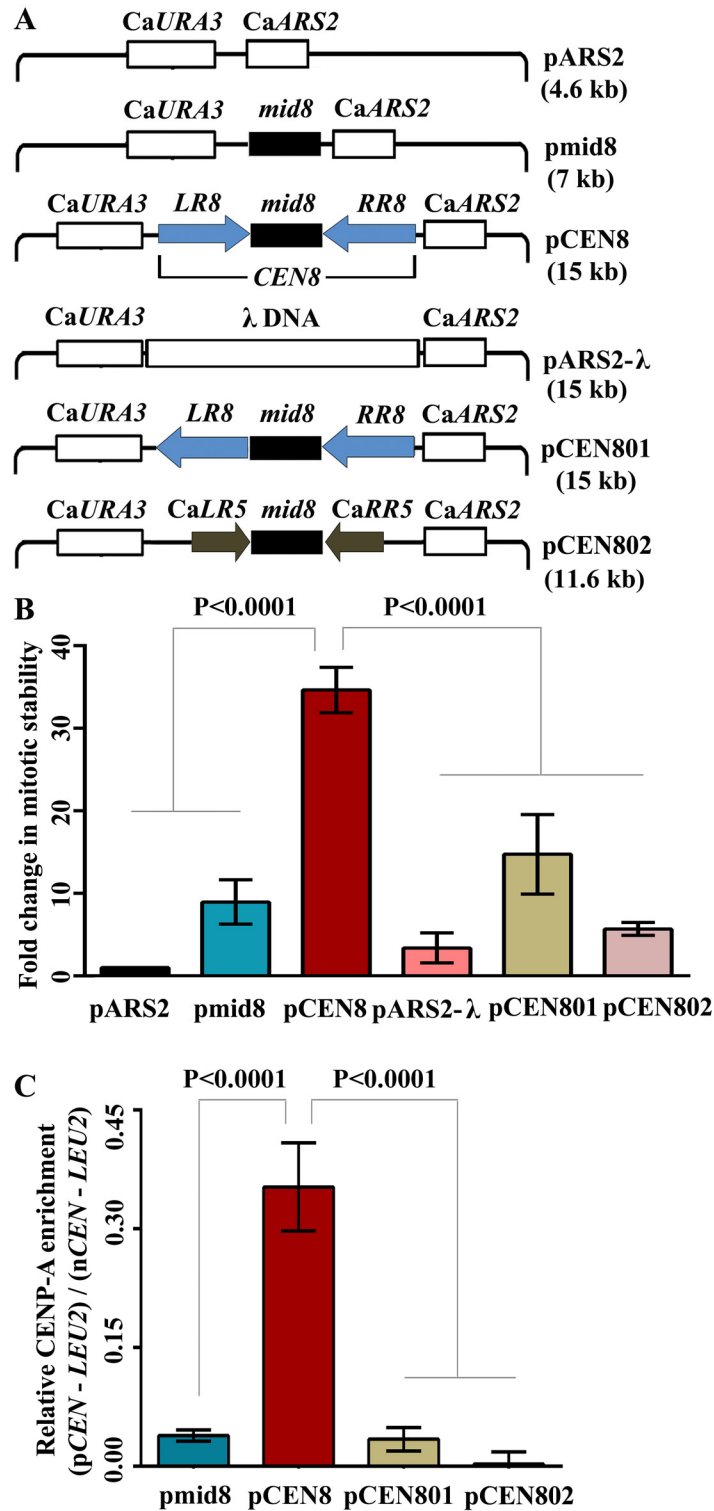 A
CaURA3 CaARS2
pARS2
(4.6 kb)
CaURA3 mid8 CaARS2
pmid8
(7 kb)
CaURA3 LR8 mid8 RR8 CaARS2
pCEN8
(15 kb)
CEN8
CaURA3 λ DNA CaARS2
pARS2-λ
(15 kb)
CaURA3 LR8 mid8 RR8 CaARS2
pCEN801
(15 kb)
CaURA3 CaLR5 mid8 CaRR5 CaARS2
pCEN802
(11.6 kb)
B
P<0.0001 P<0.0001
Fold change in mitotic stability
40
30
20
10
0
pARS2 pmid8 pCEN8 pARS2-λ pCEN801 pCEN802
C
P<0.0001 P<0.0001
Relative CENP-A enrichment
(pCEN - LEU2) / (nCEN - LEU2)
0.45
0.30
0.15
0.00
pmid8 pCEN8 pCEN801 pCEN802